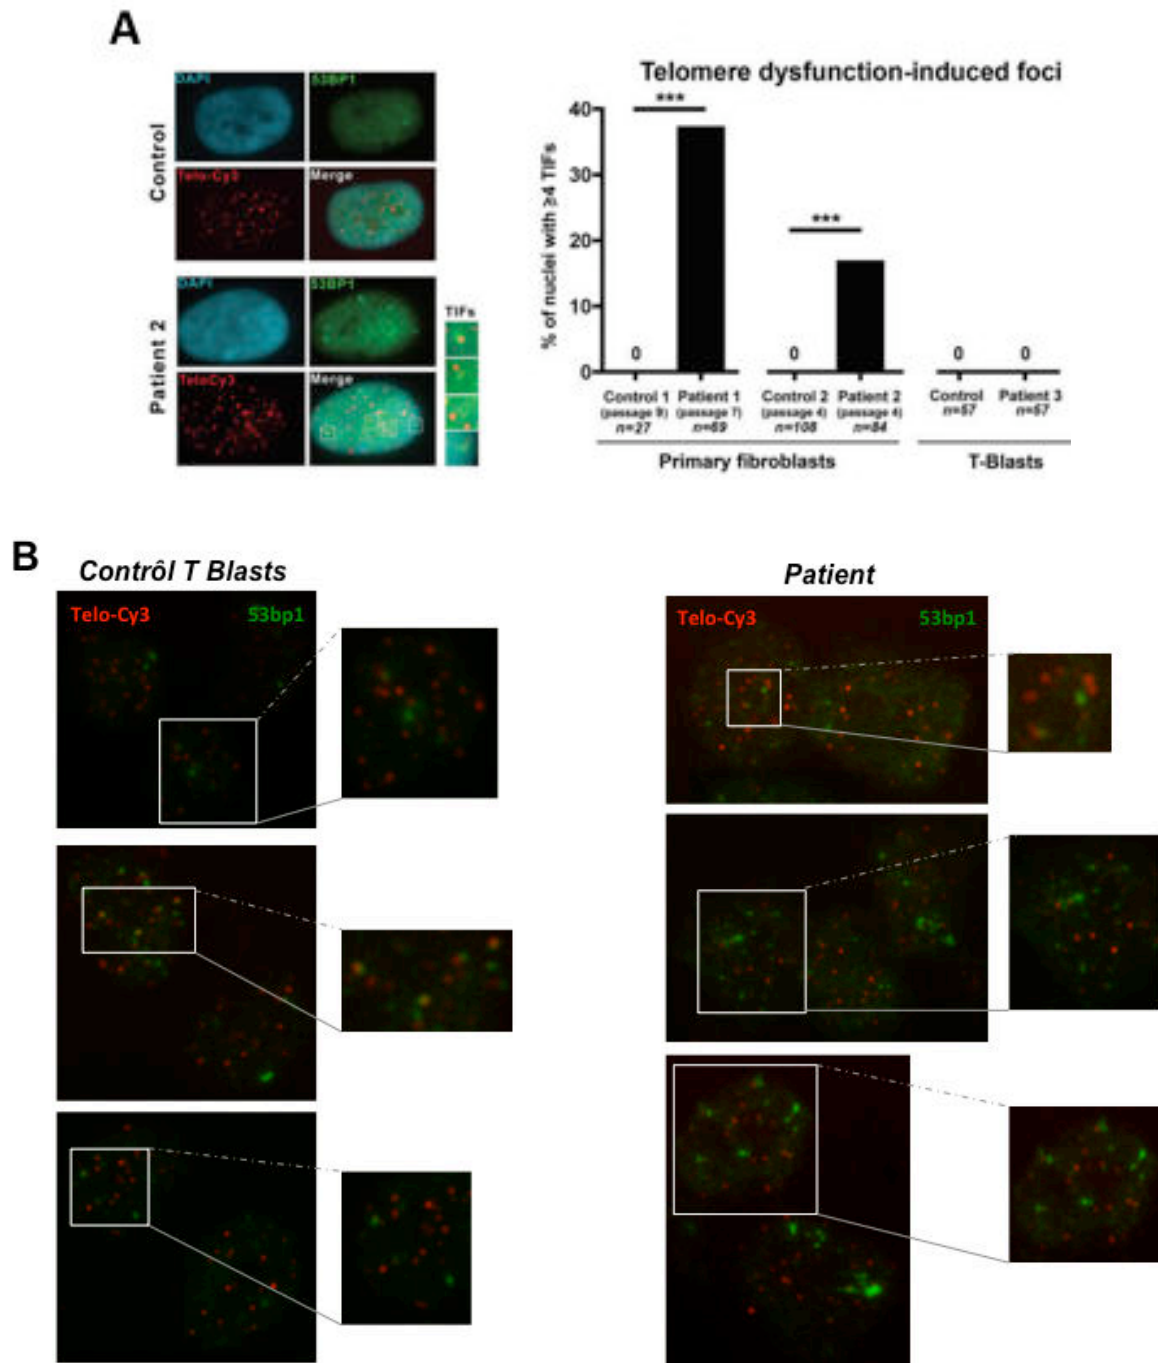 A
Control
DAPI
53BP1
Telo-Cy3
Merge
Patient 2
DAPI
53BP1
TeloCy3
Merge
TIFs
Telomere dysfunction-induced foci
% of nuclei with ≥4 TIFs
40
30
20
10
0
***
***
0
0
0
0
Control 1 Patient 1 Control 2 Patient 2 Control Patient 3
(passage 9) (passage 7) (passage 4) (passage 4) n=57 n=57
n=27 n=69 n=108 n=84
Primary fibroblasts T-Blasts
B
Contrôl T Blasts
Patient
Telo-Cy3 53bp1
Telo-Cy3 53bp1